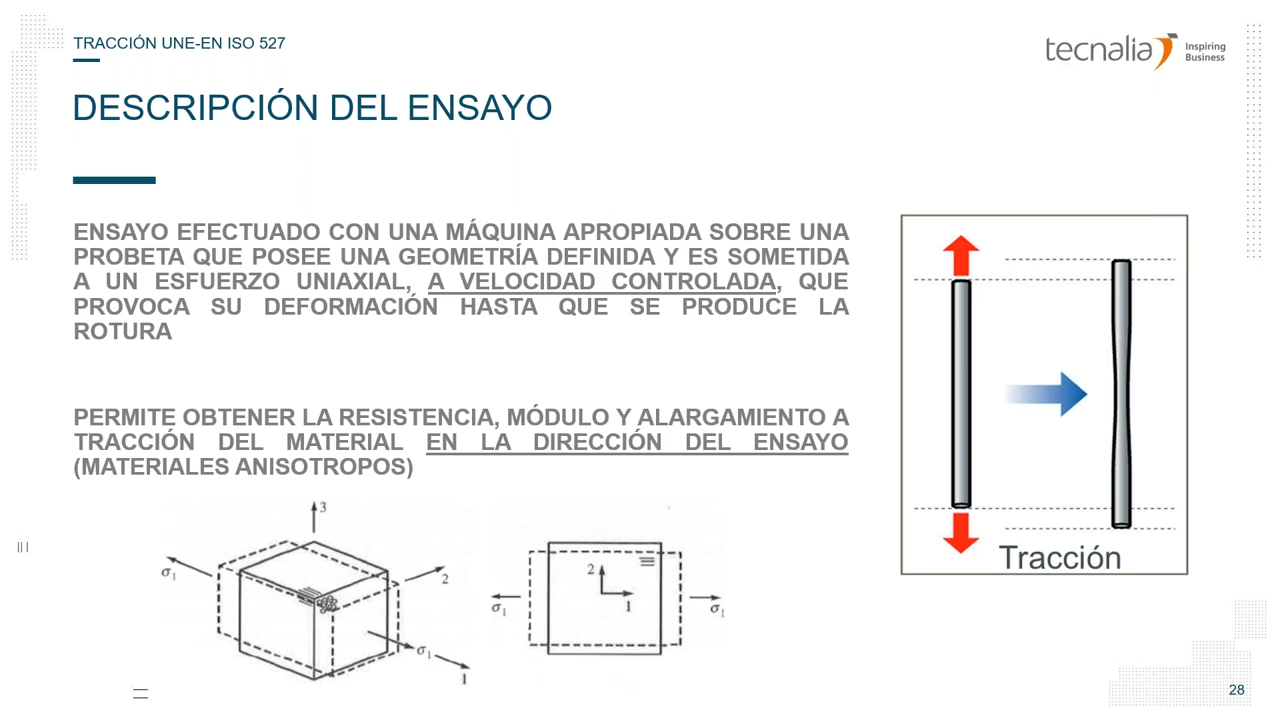 TRACCIÓN UNE-EN ISO 527
tecnalia Inspiring
Business
DESCRIPCIÓN DEL ENSAYO
ENSAYO EFECTUADO CON UNA MÁQUINA APROPIADA SOBRE UNA
PROBETA QUE POSEE UNA GEOMETRÍA DEFINIDA Y ES SOMETIDA
A UN ESFUERZO UNIAXIAL, A VELOCIDAD CONTROLADA, QUE
PROVOCA SU DEFORMACIÓN HASTA QUE SE PRODUCE LA
ROTURA
PERMITE OBTENER LA RESISTENCIA, MÓDULO Y ALARGAMIENTO A
TRACCIÓN DEL MATERIAL EN LA DIRECCIÓN DEL ENSAYO
(MATERIALES ANISOTROPOS)
3
σ1
2
σ1
1
2
1
σ1
σ1
Tracción
28